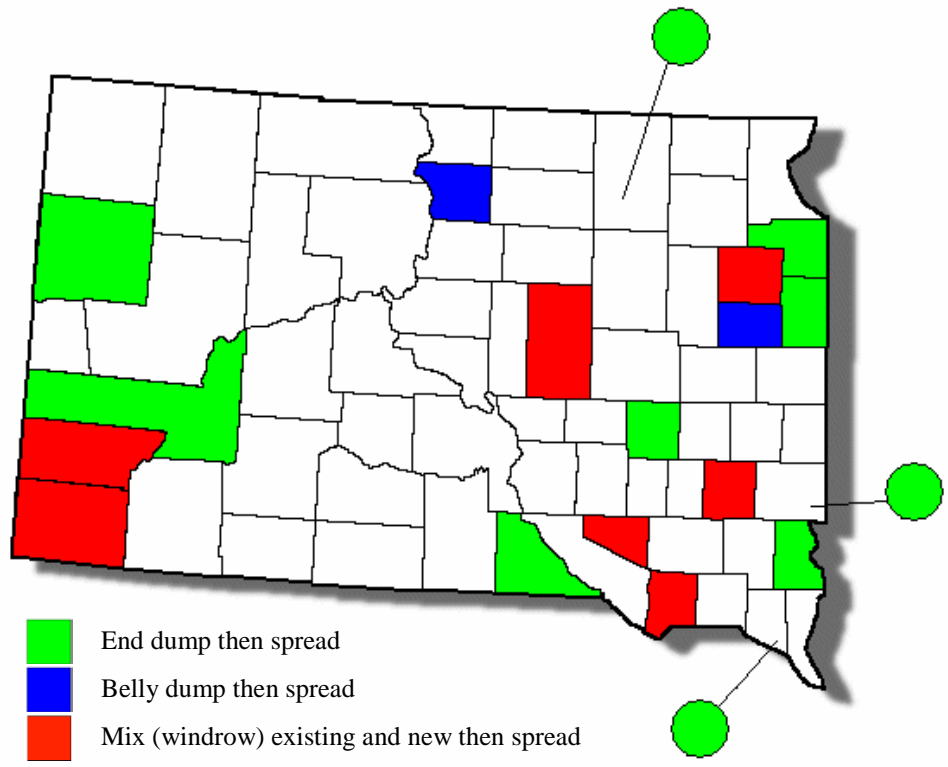 End dump then spread
Belly dump then spread
Mix (windrow) existing and new then spread